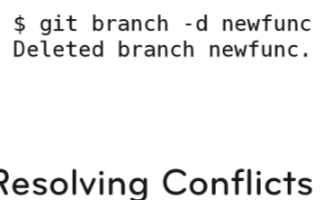 $ git branch -d newfunc
Deleted branch newfunc.
Resolving Conflicts